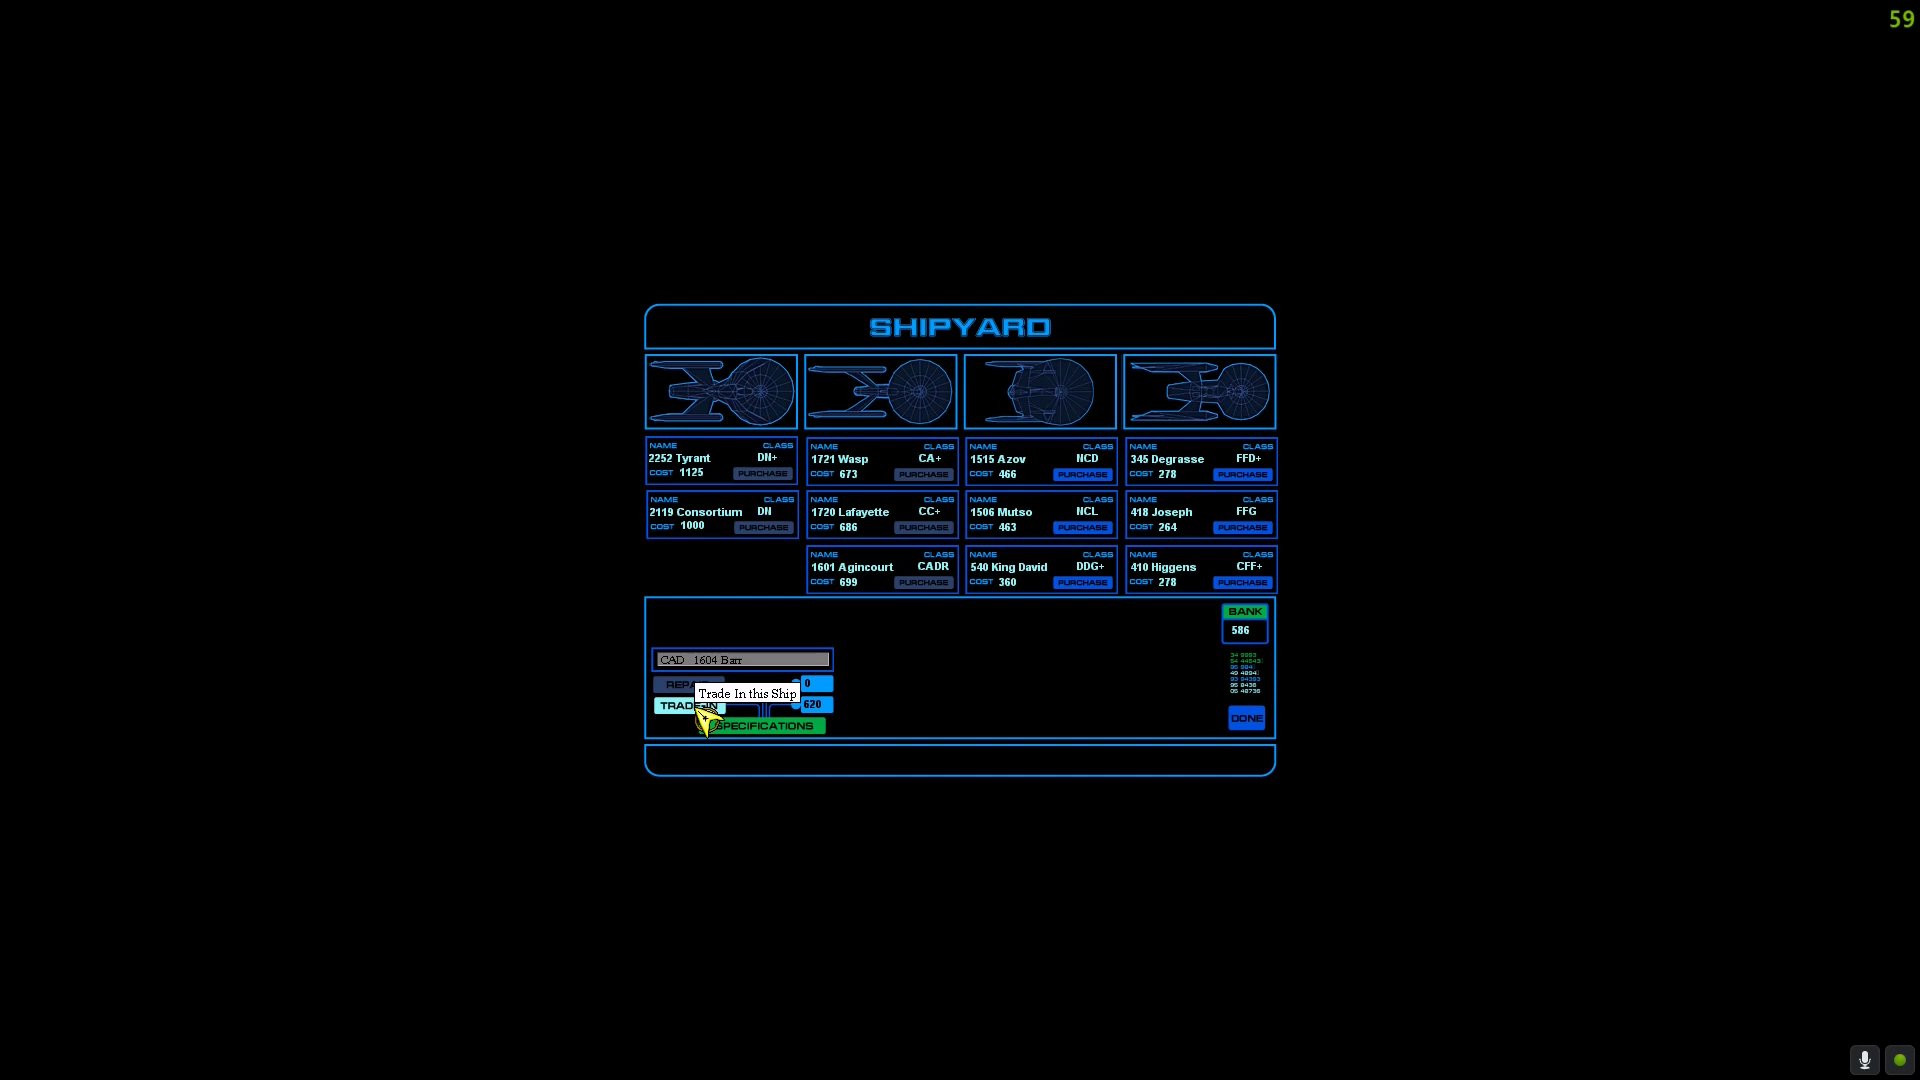 59
SHIPYARD
NAME CLASS
2252 Tyrant DN+
COST 1125 PURCHASE
NAME CLASS
1721 Wasp CA+
COST 673 PURCHASE
NAME CLASS
1515 Azov NCD
COST 466 PURCHASE
NAME CLASS
345 Degrasse FFD+
COST 278 PURCHASE
NAME CLASS
2119 Consortium DN
COST 1000 PURCHASE
NAME CLASS
1720 Lafayette CC+
COST 686 PURCHASE
NAME CLASS
1506 Mutso NCL
COST 463 PURCHASE
NAME CLASS
418 Joseph FFG
COST 264 PURCHASE
NAME CLASS
1601 Agincourt CADR
COST 699 PURCHASE
NAME CLASS
540 King David DDG+
COST 360 PURCHASE
NAME CLASS
410 Higgens CFF+
COST 278 PURCHASE
BANK
586
CAD 1604 Barr
0
Trade In this Ship
620
SPECIFICATIONS
DONE